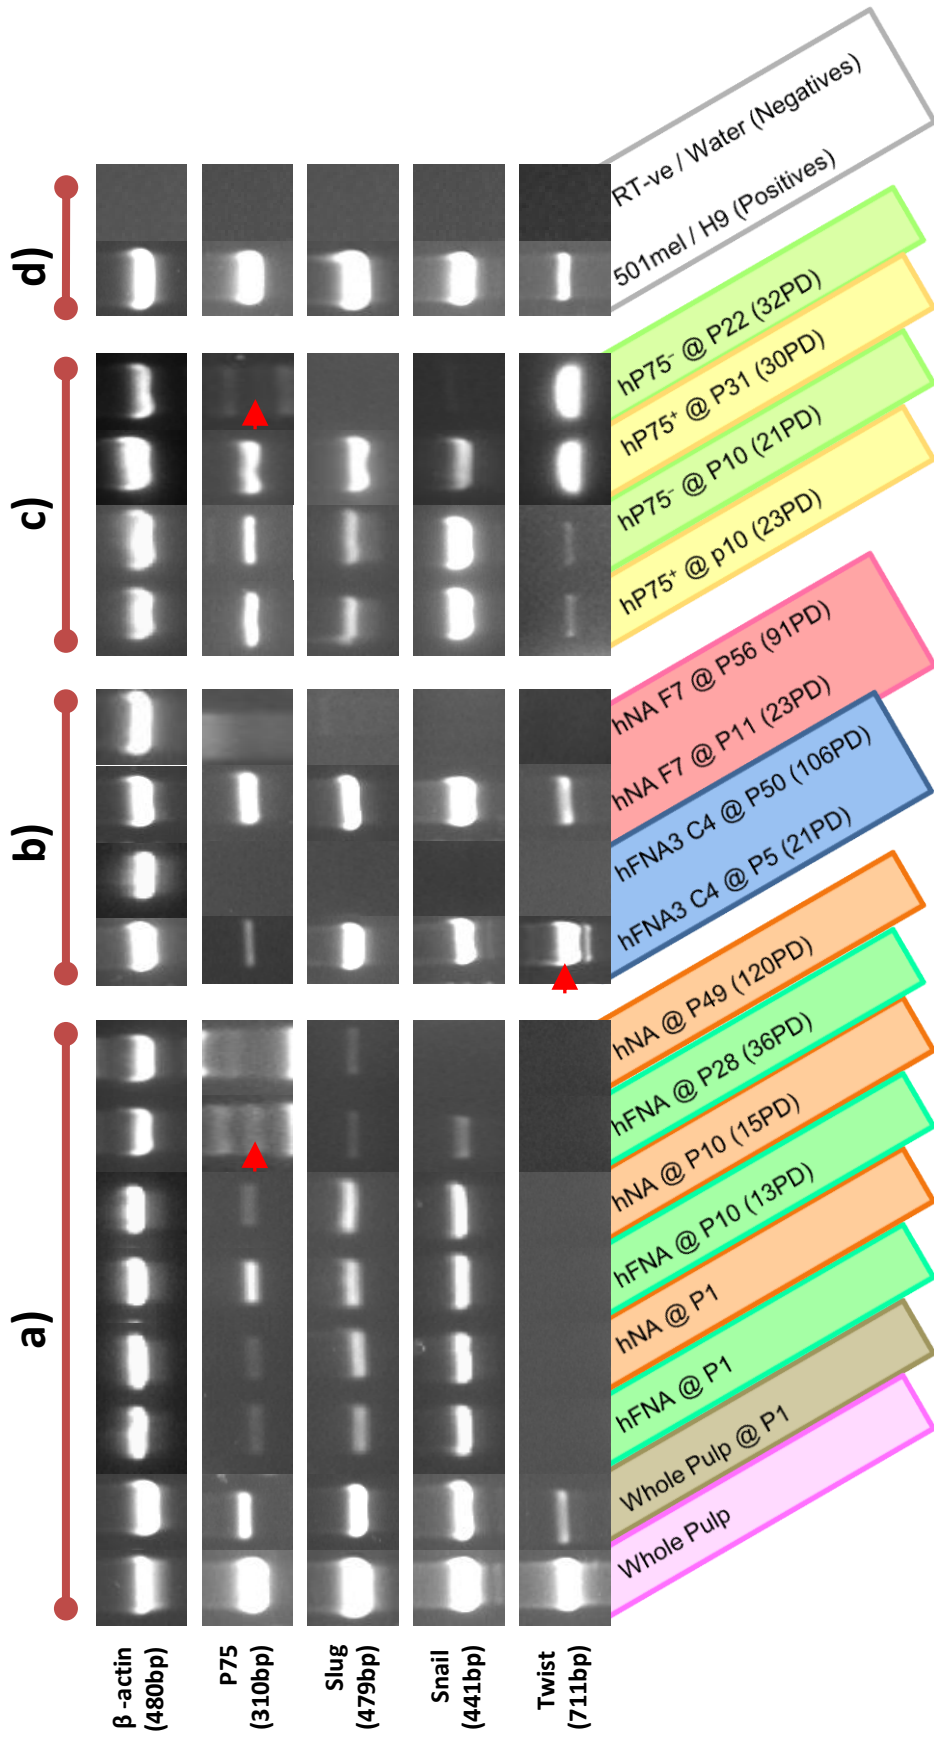 a)
b)
c)
d)
β -actin
(480bp)
P75
(310bp)
Slug
(479bp)
Snail
(441bp)
Twist
(711bp)
Whole Pulp
Whole Pulp @ P1
hFNA @ P1
hNA @ P1
hFNA @ P10 (13PD)
hNA @ P10 (15PD)
hFNA @ P28 (36PD)
hNA @ P49 (120PD)
hFNA3 C4 @ P5 (21PD)
hFNA3 C4 @ P50 (106PD)
hNA F7 @ P11 (23PD)
hNA F7 @ P56 (91PD)
hP75⁺ @ p10 (23PD)
hP75⁻ @ P10 (21PD)
hP75⁺ @ P31 (30PD)
hP75⁻ @ P22 (32PD)
501mel / H9 (Positives)
RT-ve / Water (Negatives)